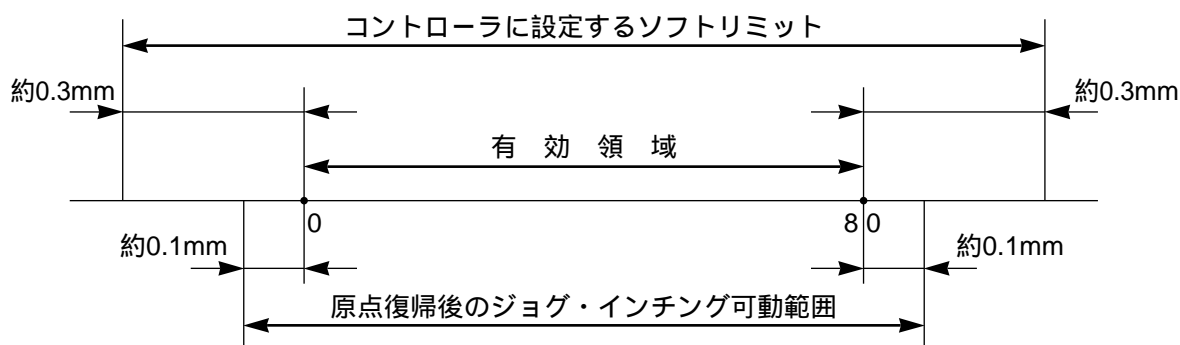 コントローラに設定するソフトリミット
約0.3mm
約0.3mm
有 効 領 域
0
80
約0.1mm
約0.1mm
原点復帰後のジョグ・インチング可動範囲